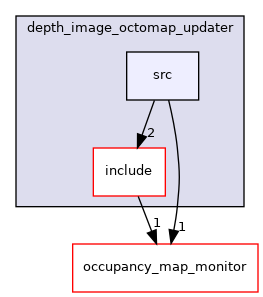 depth_image_octomap_updater
src
2
include
1
1
occupancy_map_monitor